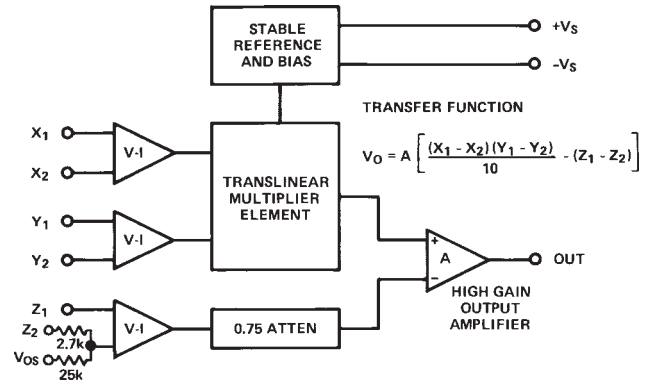 STABLE
REFERENCE
AND BIAS
+VS
-VS
TRANSFER FUNCTION
VO = A [ (X1 - X2) (Y1 - Y2) / 10 - (Z1 - Z2) ]
X1
X2
V-I
TRANSLINEAR
MULTIPLIER
ELEMENT
Y1
Y2
V-I
+
A
−
OUT
HIGH GAIN
OUTPUT
AMPLIFIER
Z1
Z2
2.7k
VOS
25k
V-I
0.75 ATTEN